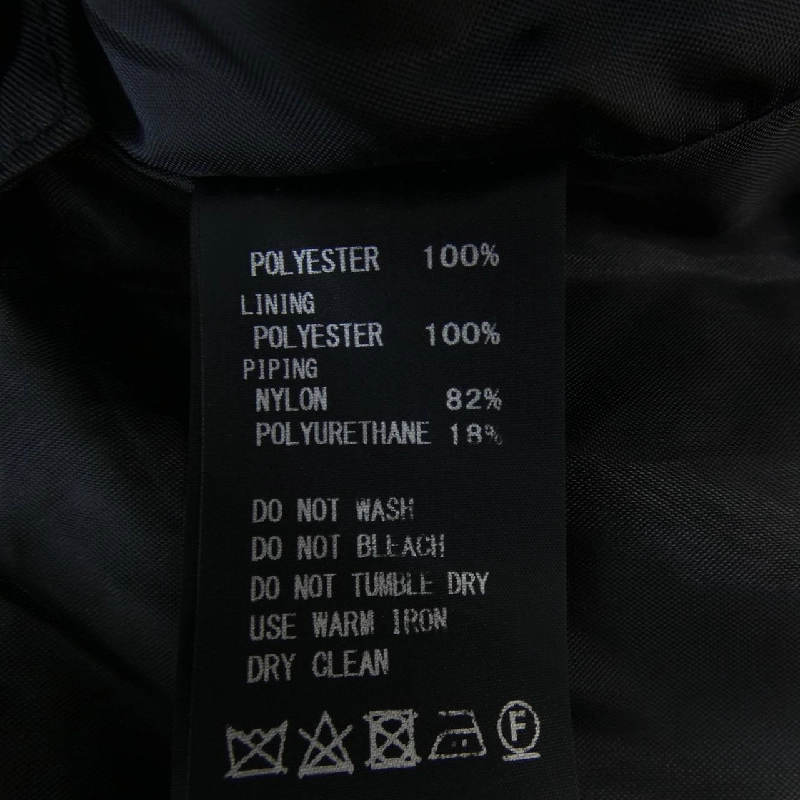 POLYESTER 100%
LINING
POLYESTER 100%
PIPING
NYLON 82%
POLYURETHANE 18%
DO NOT WASH
DO NOT BLEACH
DO NOT TUMBLE DRY
USE WARM IRON
DRY CLEAN
F